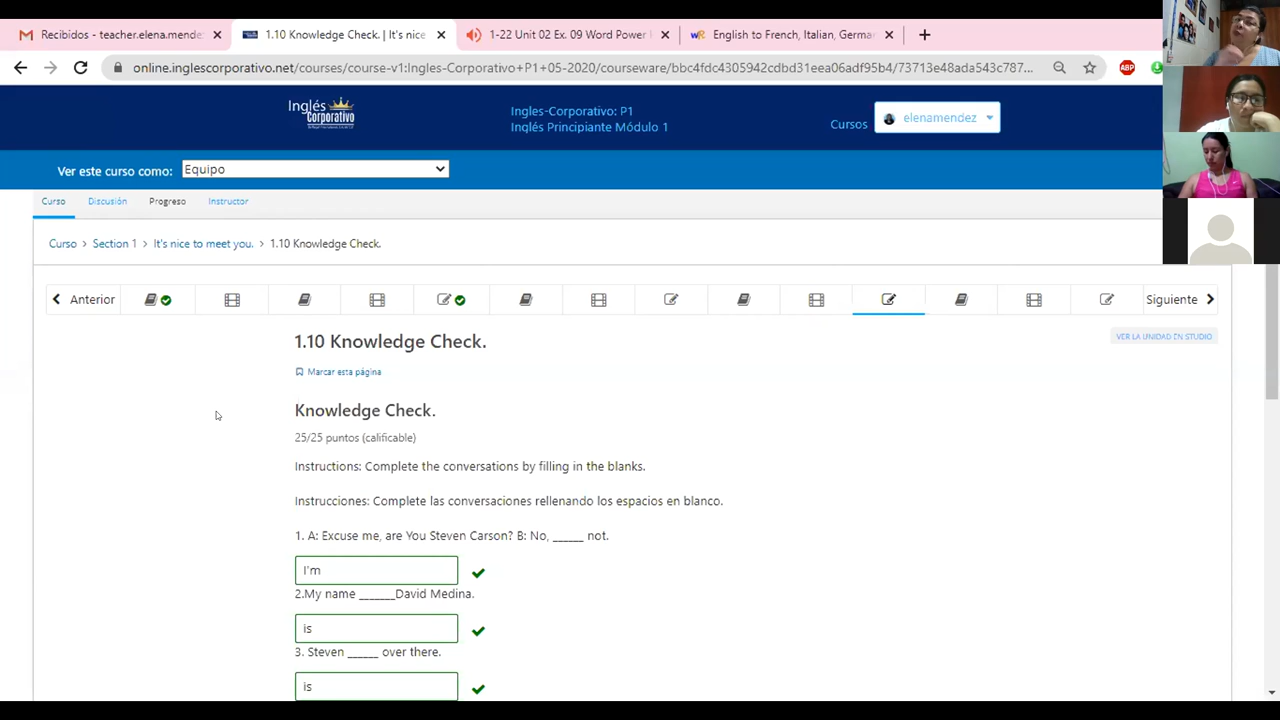 Recibidos - teacher.elena.mende
1.10 Knowledge Check. | It's nice
1-22 Unit 02 Ex. 09 Word Power
English to French, Italian, Germa
online.inglescorporativo.net/courses/course-v1:Ingles-Corporativo+P1+05-2020/courseware/bbc4fdc4305942cdbd31eea06adf95b4/73713e48ada543c787...
ABP
Inglés
Corporativo
Ingles-Corporativo: P1
Inglés Principiante Módulo 1
Cursos
elenamendez
Ver este curso como:
Equipo
Curso
Discusión
Progreso
Instructor
Curso > Section 1 > It's nice to meet you. > 1.10 Knowledge Check.
Anterior
Siguiente
1.10 Knowledge Check.
VER LA UNIDAD EN STUDIO
Marcar esta página
Knowledge Check.
25/25 puntos (calificable)
Instructions: Complete the conversations by filling in the blanks.
Instrucciones: Complete las conversaciones rellenando los espacios en blanco.
1. A: Excuse me, are You Steven Carson? B: No, ______ not.
I'm
2.My name _______David Medina.
is
3. Steven ______ over there.
is